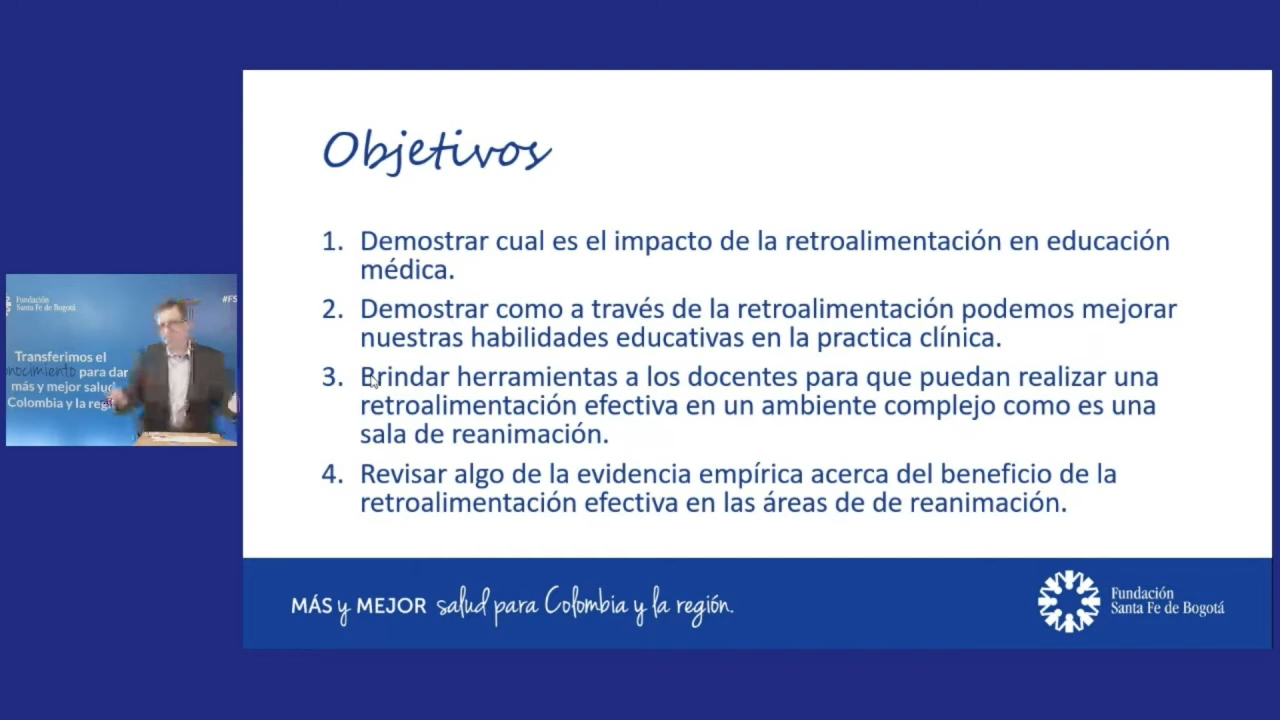 Objetivos
1. Demostrar cual es el impacto de la retroalimentación en educación
médica.
2. Demostrar como a través de la retroalimentación podemos mejorar
nuestras habilidades educativas en la practica clínica.
3. Brindar herramientas a los docentes para que puedan realizar una
retroalimentación efectiva en un ambiente complejo como es una
sala de reanimación.
4. Revisar algo de la evidencia empírica acerca del beneficio de la
retroalimentación efectiva en las áreas de de reanimación.
MÁS y MEJOR salud para Colombia y la región.
Fundación
Santa Fe de Bogotá
Fundación
Santa Fe de Bogotá
#FS
Transferimos el
onocimiento para dar
más y mejor salud
Colombia y la regi